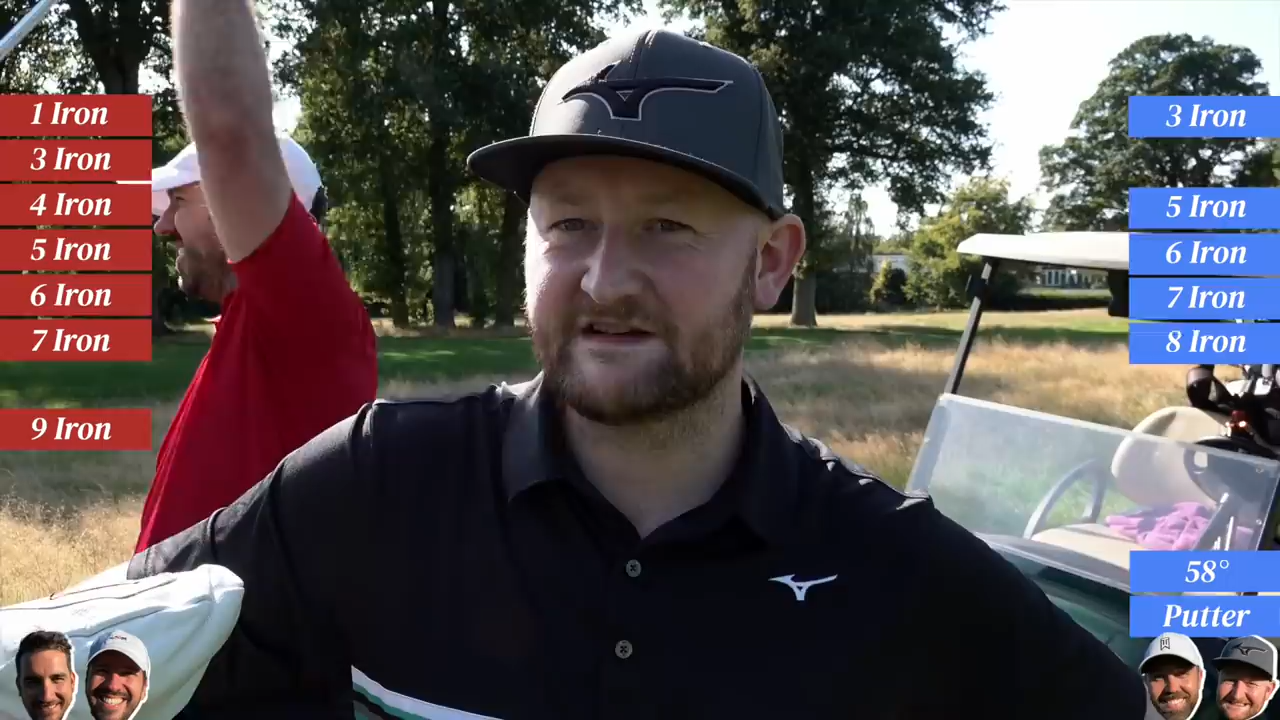 1 Iron
3 Iron
4 Iron
5 Iron
6 Iron
7 Iron
9 Iron
3 Iron
5 Iron
6 Iron
7 Iron
8 Iron
58°
Putter